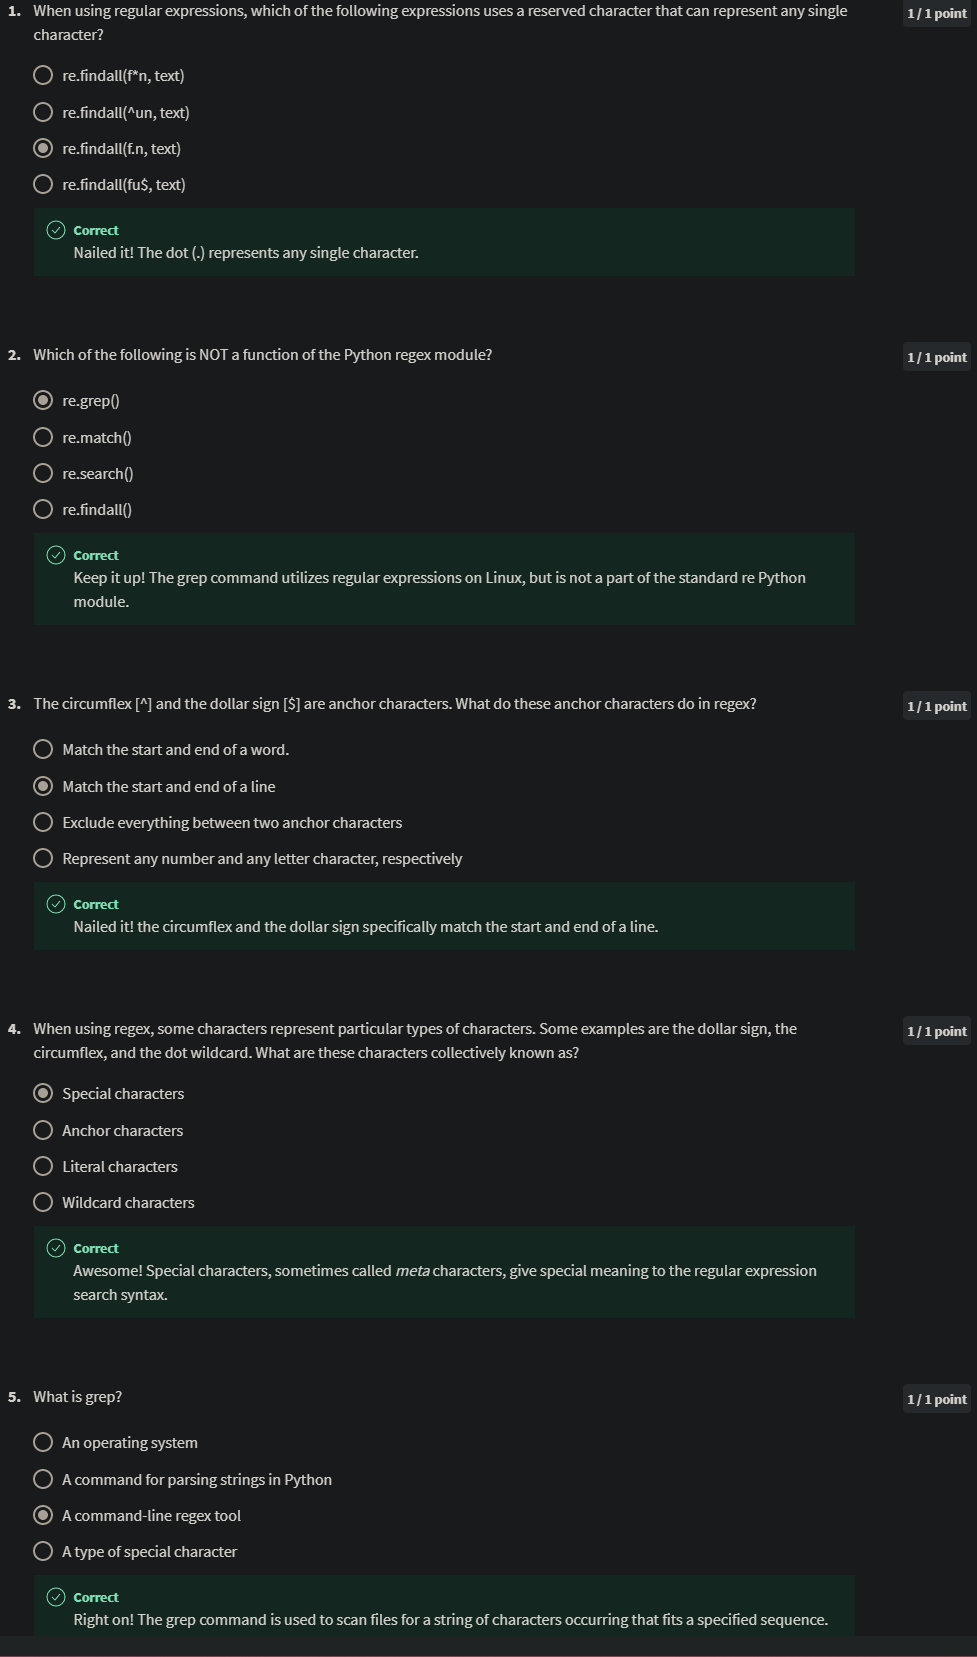 1. When using regular expressions, which of the following expressions uses a reserved character that can represent any single
character?
1 / 1 point
re.findall(f*n, text)
re.findall(^un, text)
re.findall(f.n, text)
re.findall(fu$, text)
Correct
Nailed it! The dot (.) represents any single character.
2. Which of the following is NOT a function of the Python regex module?
1 / 1 point
re.grep()
re.match()
re.search()
re.findall()
Correct
Keep it up! The grep command utilizes regular expressions on Linux, but is not a part of the standard re Python
module.
3. The circumflex [^] and the dollar sign [$] are anchor characters. What do these anchor characters do in regex?
1 / 1 point
Match the start and end of a word.
Match the start and end of a line
Exclude everything between two anchor characters
Represent any number and any letter character, respectively
Correct
Nailed it! the circumflex and the dollar sign specifically match the start and end of a line.
4. When using regex, some characters represent particular types of characters. Some examples are the dollar sign, the
circumflex, and the dot wildcard. What are these characters collectively known as?
1 / 1 point
Special characters
Anchor characters
Literal characters
Wildcard characters
Correct
Awesome! Special characters, sometimes called meta characters, give special meaning to the regular expression
search syntax.
5. What is grep?
1 / 1 point
An operating system
A command for parsing strings in Python
A command-line regex tool
A type of special character
Correct
Right on! The grep command is used to scan files for a string of characters occurring that fits a specified sequence.